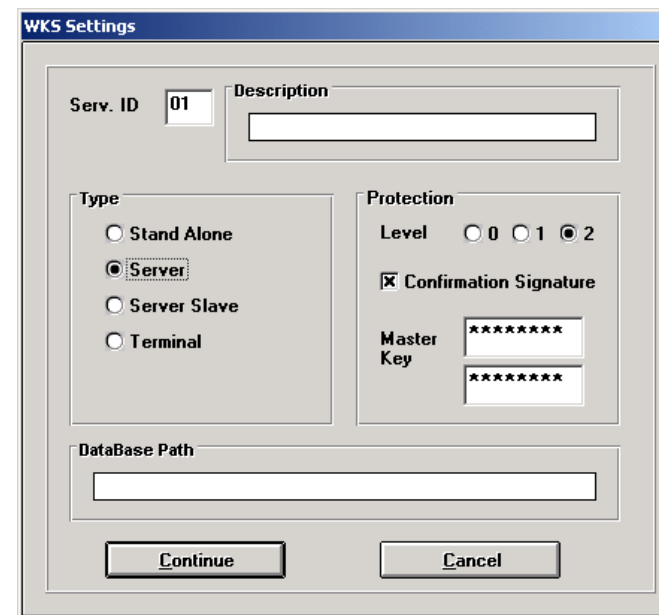 WKS Settings
Serv. ID 01
Description
Type
Stand Alone
Server
Server Slave
Terminal
Protection
Level 0 1 2
Confirmation Signature
Master Key
********
********
DataBase Path
Continue
Cancel